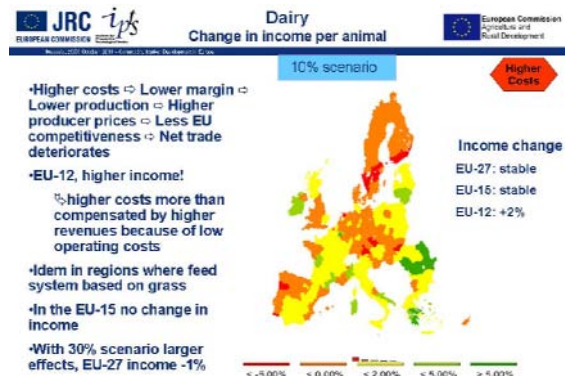 JRC
EUROPEAN COMMISSION
Dairy
Change in income per animal
European Commission
Agriculture and
Rural Development
10% scenario
Higher
Costs
•Higher costs ⇨ Lower margin ⇨
Lower production ⇨ Higher
producer prices ⇨ Less EU
competitiveness ⇨ Net trade
deteriorates
•EU-12, higher income!
higher costs more than
compensated by higher
revenues because of low
operating costs
•Idem in regions where feed
system based on grass
•In the EU-15 no change in
income
•With 30% scenario larger
effects, EU-27 income -1%
Income change
EU-27: stable
EU-15: stable
EU-12: +2%
≤ -5.00% ≤ 0.00% ≤ 2.00% ≤ 5.00% > 5.00%